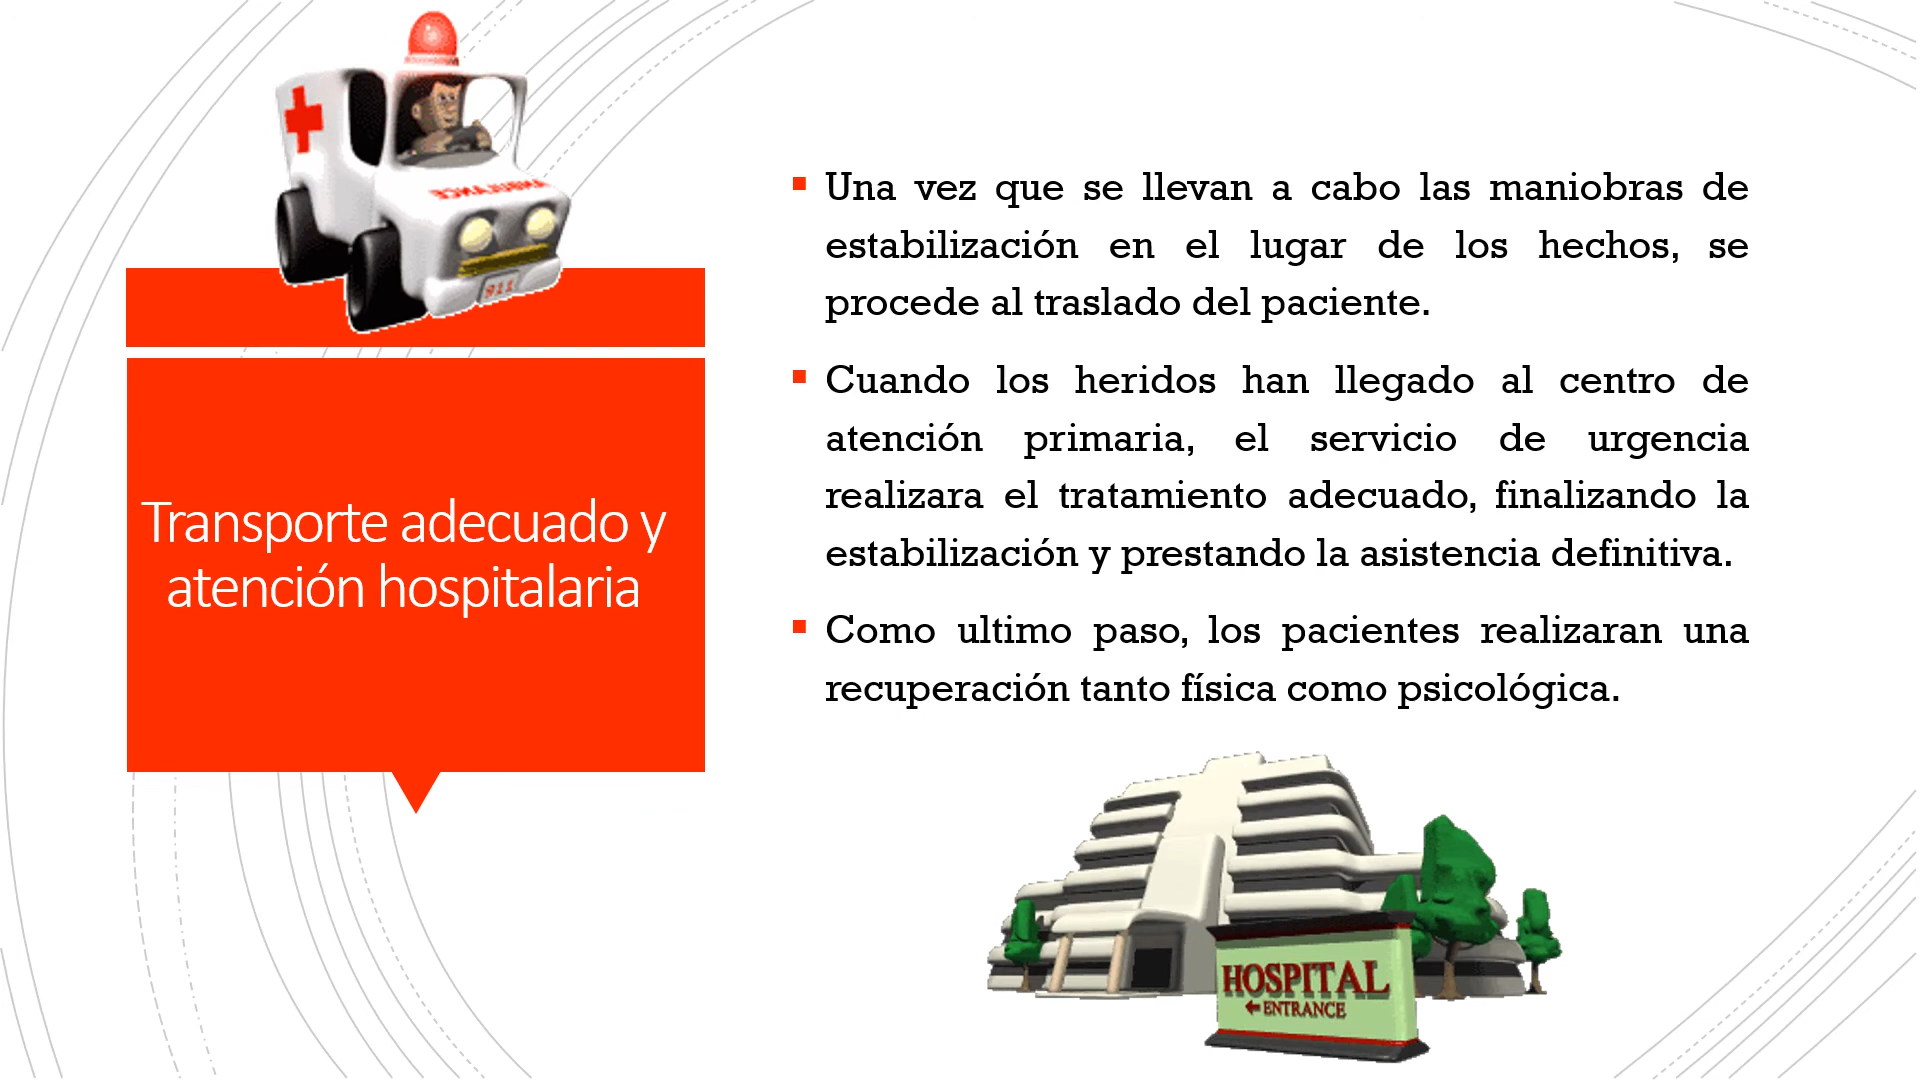 AMBULANCE
911
Transporte adecuado y
atención hospitalaria
Una vez que se llevan a cabo las maniobras de
estabilización en el lugar de los hechos, se
procede al traslado del paciente.
Cuando los heridos han llegado al centro de
atención primaria, el servicio de urgencia
realizara el tratamiento adecuado, finalizando la
estabilización y prestando la asistencia definitiva.
Como ultimo paso, los pacientes realizaran una
recuperación tanto física como psicológica.
HOSPITAL
ENTRANCE